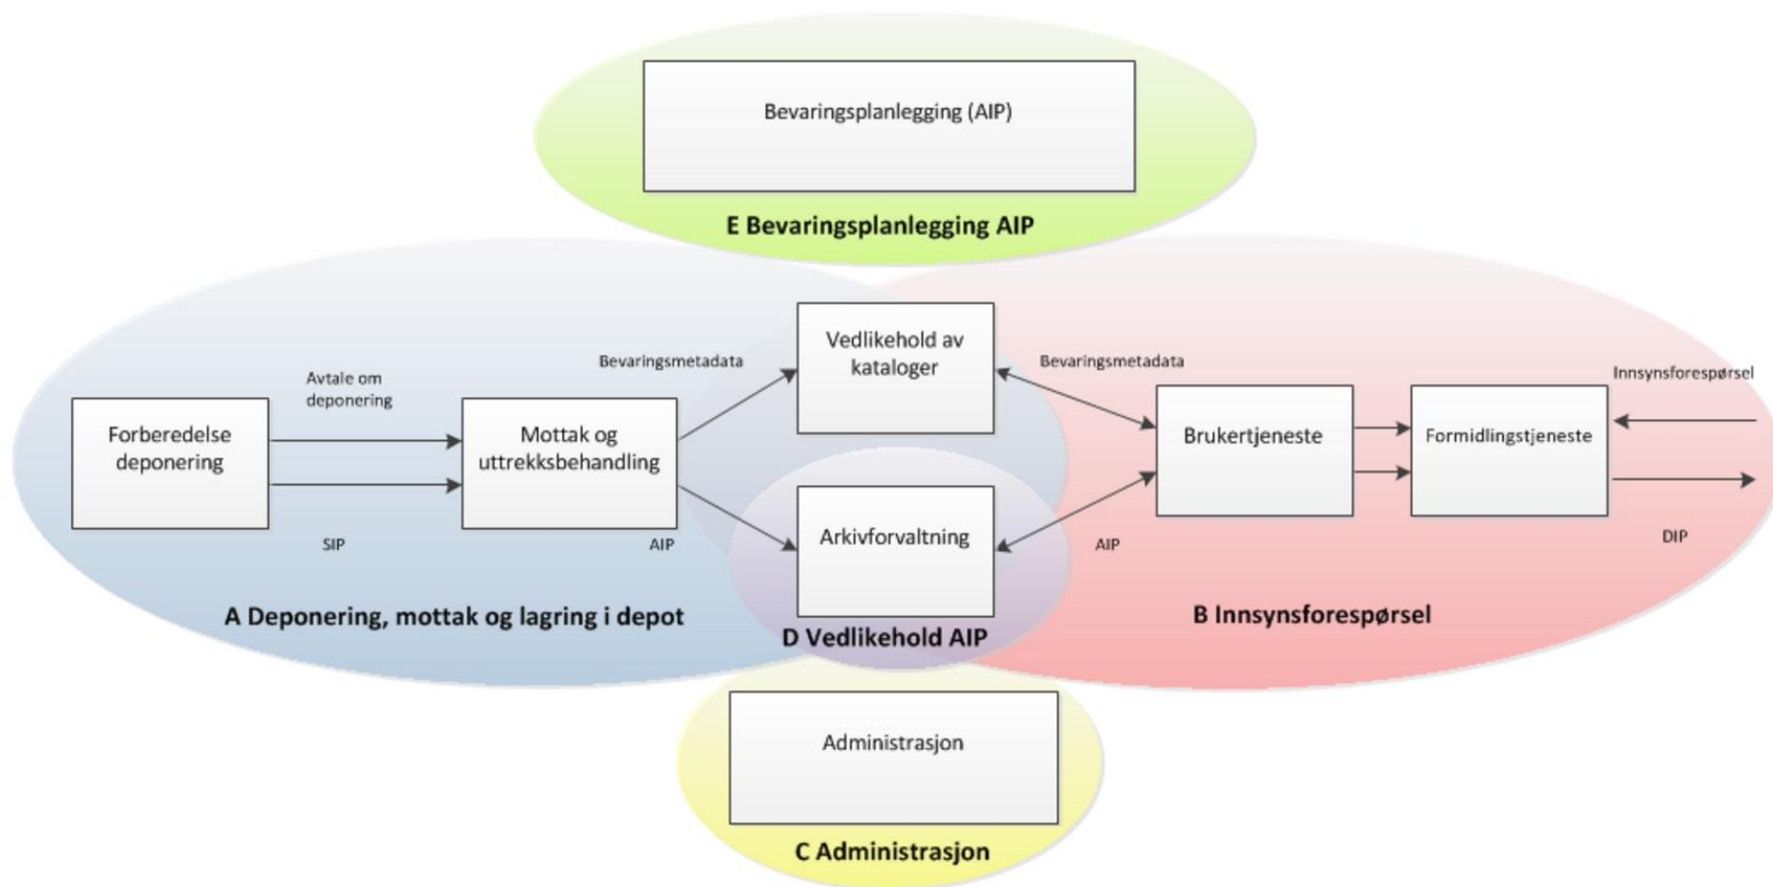 Bevaringsplanlegging (AIP)
E Bevaringsplanlegging AIP
Vedlikehold av
kataloger
Bevaringsmetadata
Bevaringsmetadata
Innsynsforespørsel
Avtale om
deponering
Forberedelse
deponering
Mottak og
uttrekksbehandling
Brukertjeneste
Formidlingstjeneste
SIP
AIP
Arkivforvaltning
AIP
DIP
A Deponering, mottak og lagring i depot
D Vedlikehold AIP
B Innsynsforespørsel
Administrasjon
C Administrasjon